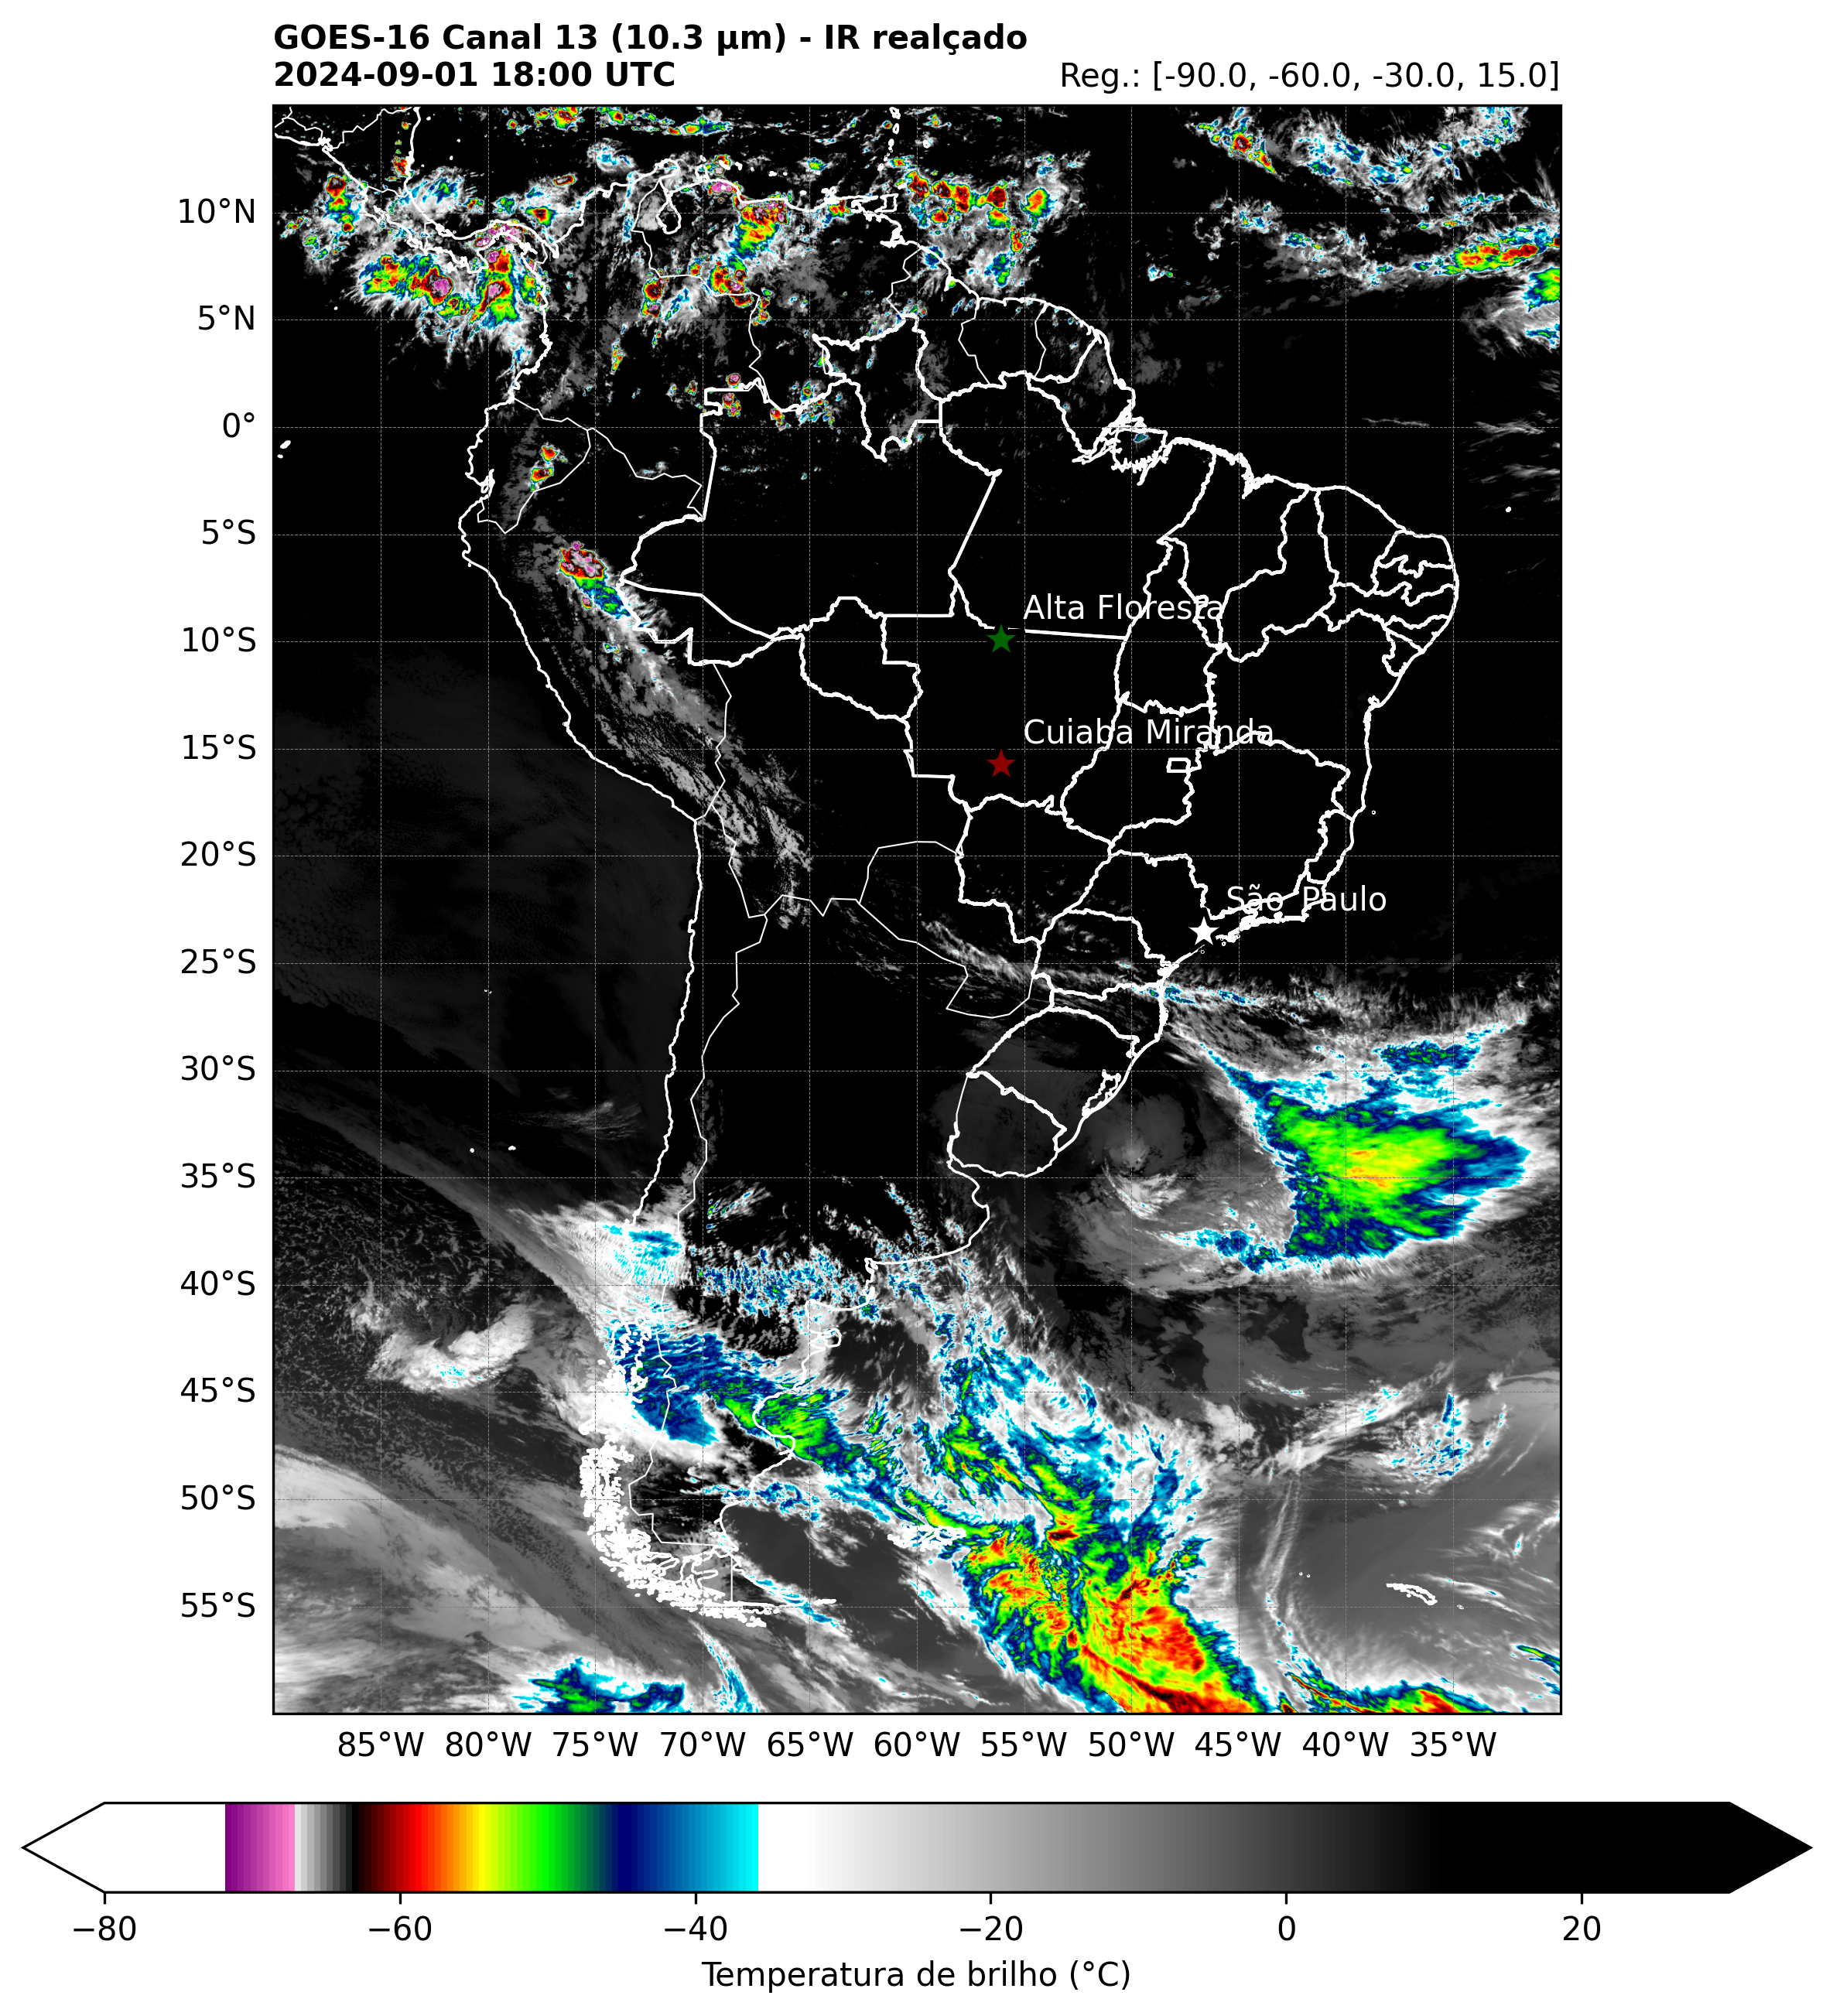 GOES-16 Canal 13 (10.3 µm) - IR realçado
2024-09-01 18:00 UTC Reg.: [-90.0, -60.0, -30.0, 15.0]
10°N
5°N
0°
5°S
Alta Floresta
10°S
Cuiaba Miranda
15°S
20°S
São Paulo
25°S
30°S
35°S
40°S
45°S
50°S
55°S
85°W 80°W 75°W 70°W 65°W 60°W 55°W 50°W 45°W 40°W 35°W
−80 −60 −40 −20 0 20
Temperatura de brilho (°C)